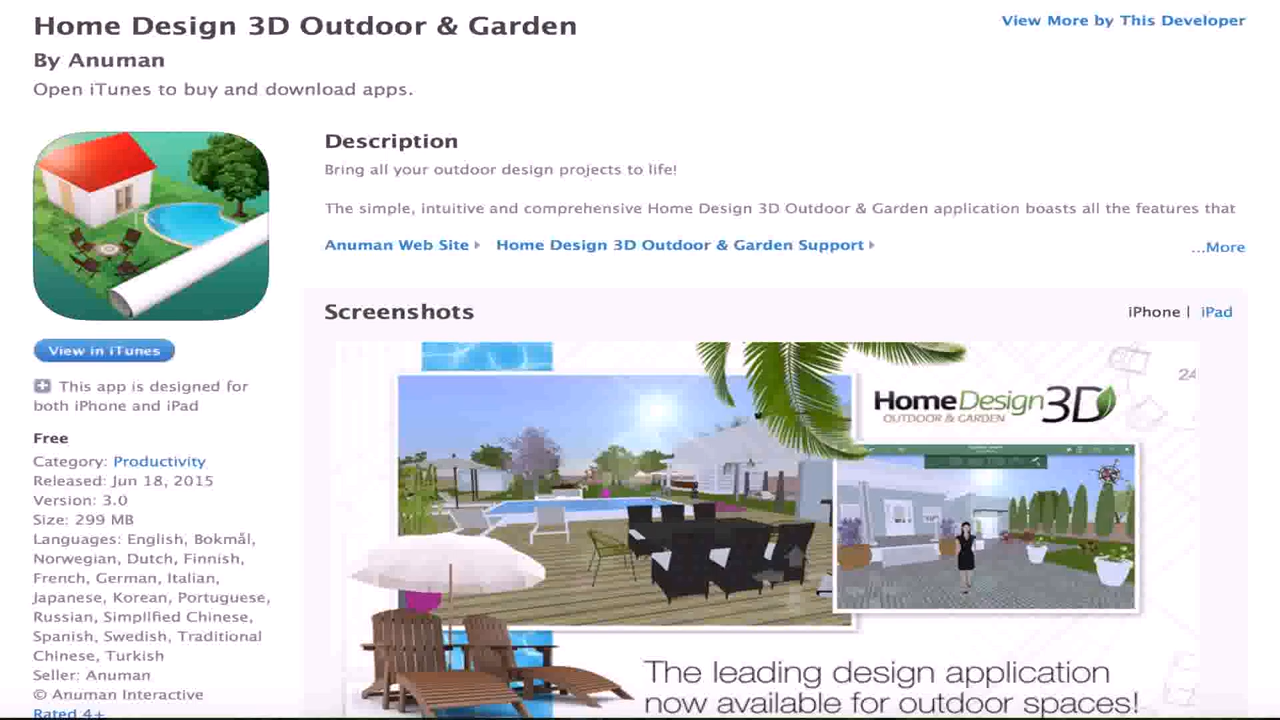 Home Design 3D Outdoor & Garden
View More by This Developer
By Anuman
Open iTunes to buy and download apps.
Description
Bring all your outdoor design projects to life!
The simple, intuitive and comprehensive Home Design 3D Outdoor & Garden application boasts all the features that
Anuman Web Site
Home Design 3D Outdoor & Garden Support
...More
View in iTunes
This app is designed for
both iPhone and iPad
Free
Category: Productivity
Released: Jun 18, 2015
Version: 3.0
Size: 299 MB
Languages: English, Bokmål,
Norwegian, Dutch, Finnish,
French, German, Italian,
Japanese, Korean, Portuguese,
Russian, Simplified Chinese,
Spanish, Swedish, Traditional
Chinese, Turkish
Seller: Anuman
© Anuman Interactive
Rated 4+
Screenshots
iPhone | iPad
24
HomeDesign 3D
OUTDOOR & GARDEN
The leading design application
now available for outdoor spaces!